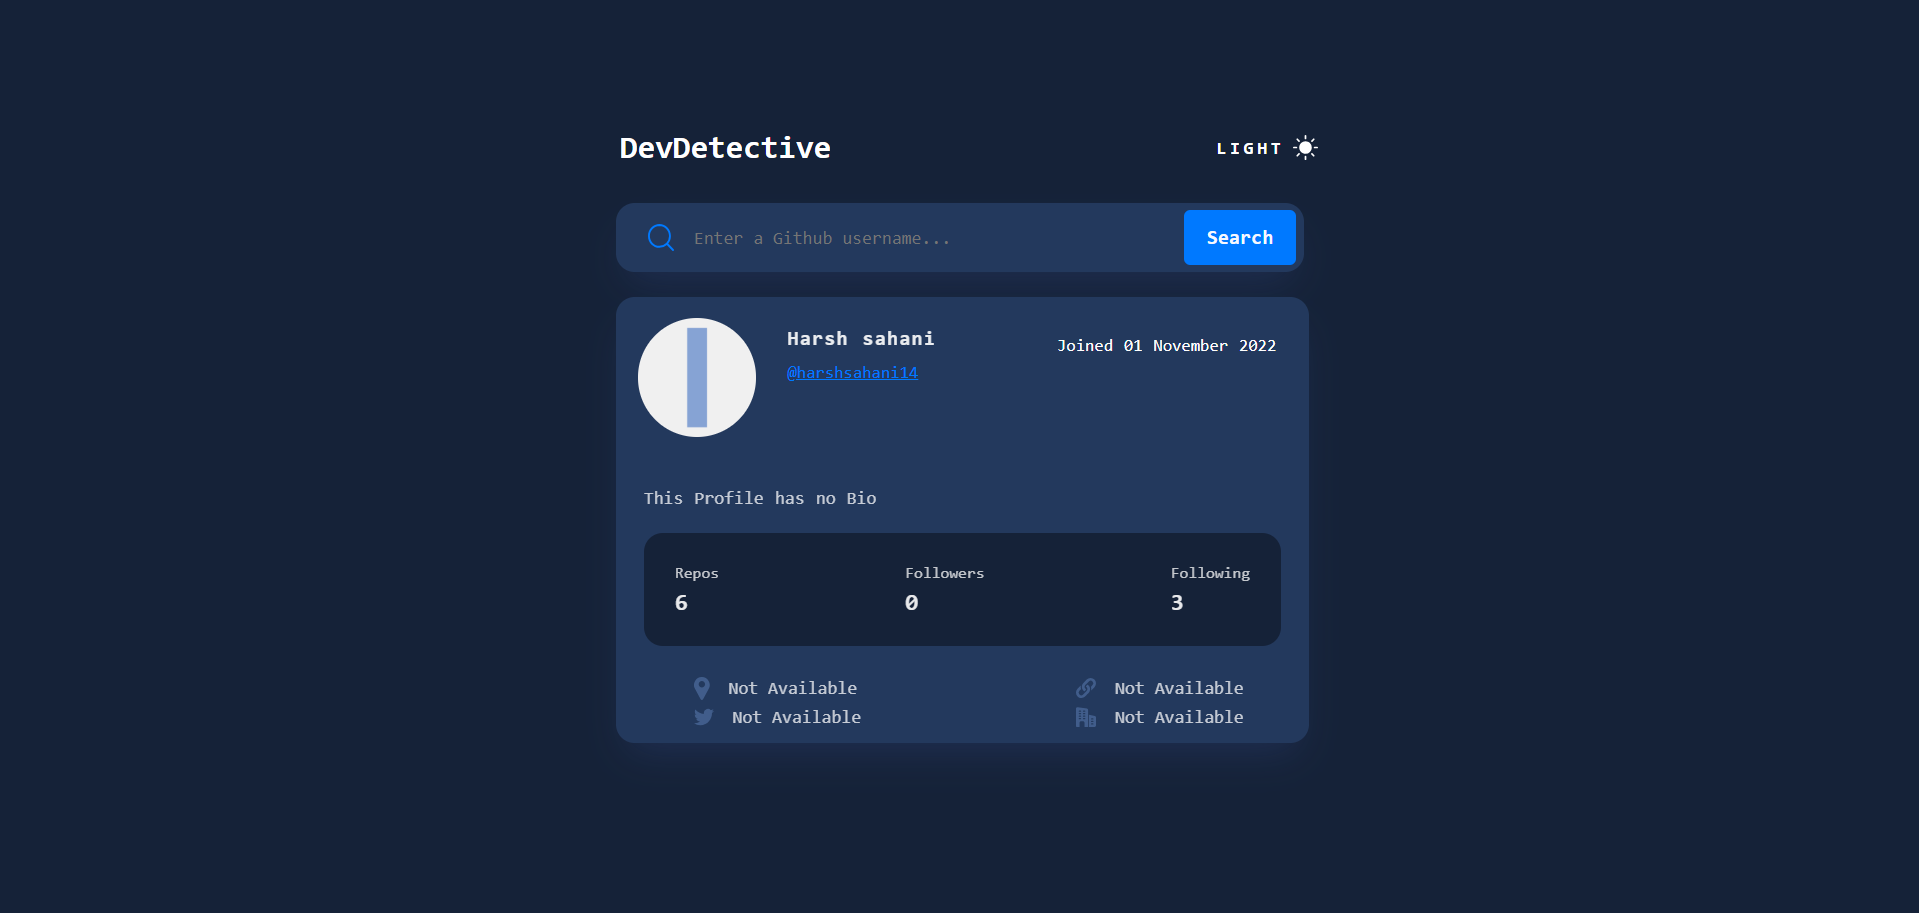 DevDetective
LIGHT
Enter a Github username...
Search
Harsh sahani
Joined 01 November 2022
@harshsahani14
This Profile has no Bio
Repos
Followers
Following
6
0
3
Not Available
Not Available
Not Available
Not Available